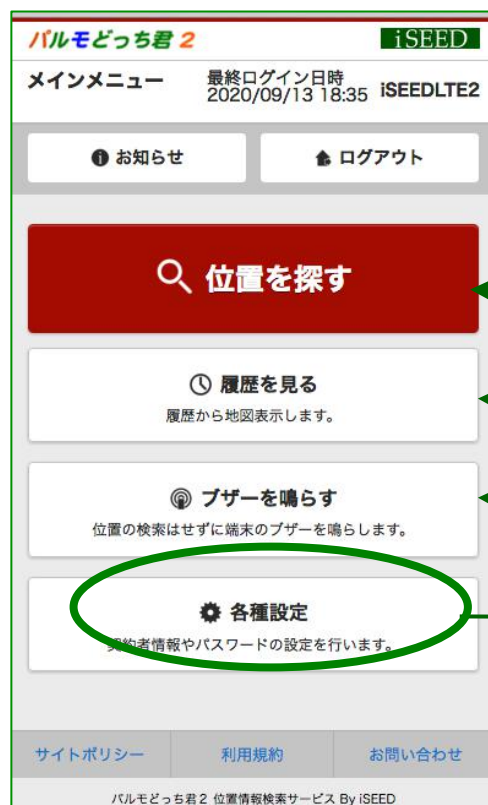 パルモどっち君 2 iSEED
メインメニュー 最終ログイン日時
2020/09/13 18:35 iSEEDLTE2
お知らせ ログアウト
位置を探す
履歴を見る
履歴から地図表示します。
ブザーを鳴らす
位置の検索はせずに端末のブザーを鳴らします。
各種設定
契約者情報やパスワードの設定を行います。
サイトポリシー 利用規約 お問い合わせ
パルモどっち君2 位置情報検索サービス By iSEED